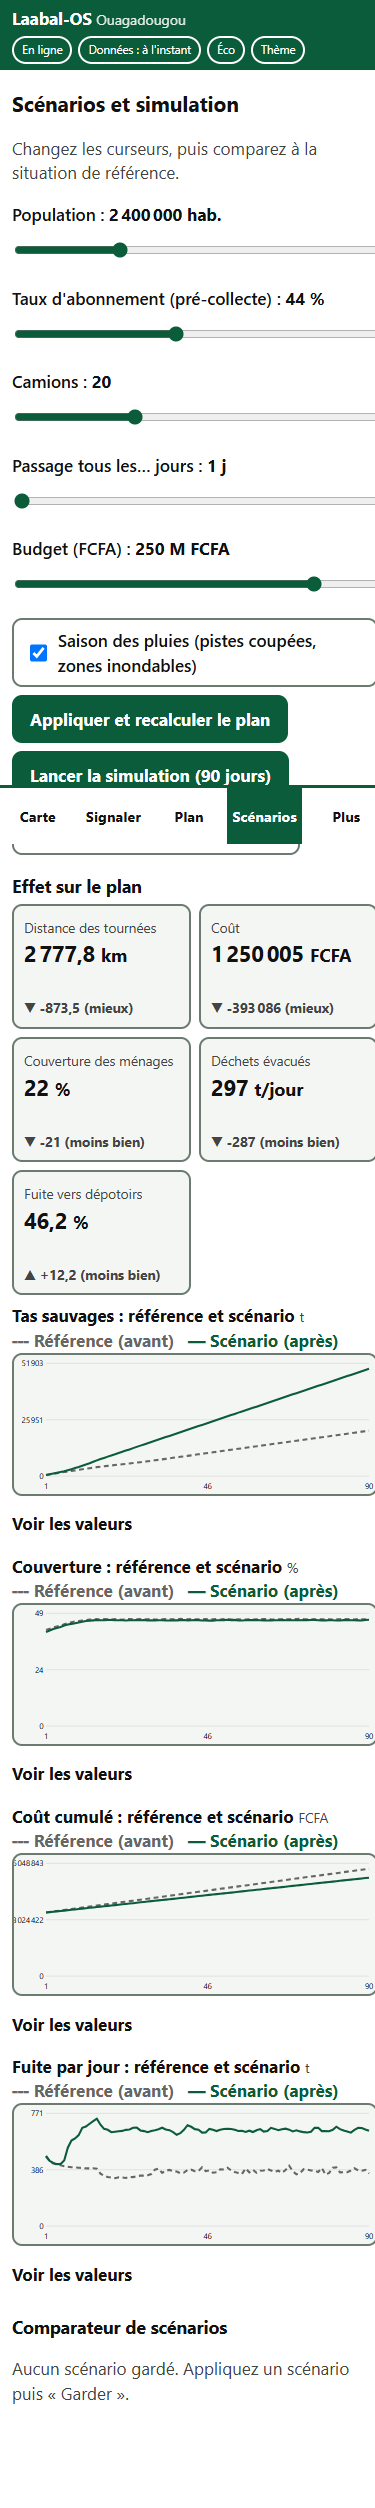 Laabal-OS Ouagadougou
En ligne
Données : à l'instant
Éco
Thème
Scénarios et simulation
Changez les curseurs, puis comparez à la
situation de référence.
Population : 2 400 000 hab.
Taux d'abonnement (pré-collecte) : 44 %
Camions : 20
Passage tous les... jours : 1 j
Budget (FCFA) : 250 M FCFA
Saison des pluies (pistes coupées,
zones inondables)
Appliquer et recalculer le plan
Lancer la simulation (90 jours)
Carte
Signaler
Plan
Scénarios
Plus
Effet sur le plan
Distance des tournées
2 777,8 km
▼ -873,5 (mieux)
Coût
1 250 005 FCFA
▼ -393 086 (mieux)
Couverture des ménages
22 %
▼ -21 (moins bien)
Déchets évacués
297 t/jour
▼ -287 (moins bien)
Fuite vers dépotoirs
46,2 %
▲ +12,2 (moins bien)
Tas sauvages : référence et scénario t
--- Référence (avant) — Scénario (après)
51 903
25 951
0
1
46
90
Voir les valeurs
Couverture : référence et scénario %
--- Référence (avant) — Scénario (après)
49
24
0
1
46
90
Voir les valeurs
Coût cumulé : référence et scénario FCFA
--- Référence (avant) — Scénario (après)
048 843
024 422
0
1
46
90
Voir les valeurs
Fuite par jour : référence et scénario t
--- Référence (avant) — Scénario (après)
771
386
0
1
46
90
Voir les valeurs
Comparateur de scénarios
Aucun scénario gardé. Appliquez un scénario
puis « Garder ».